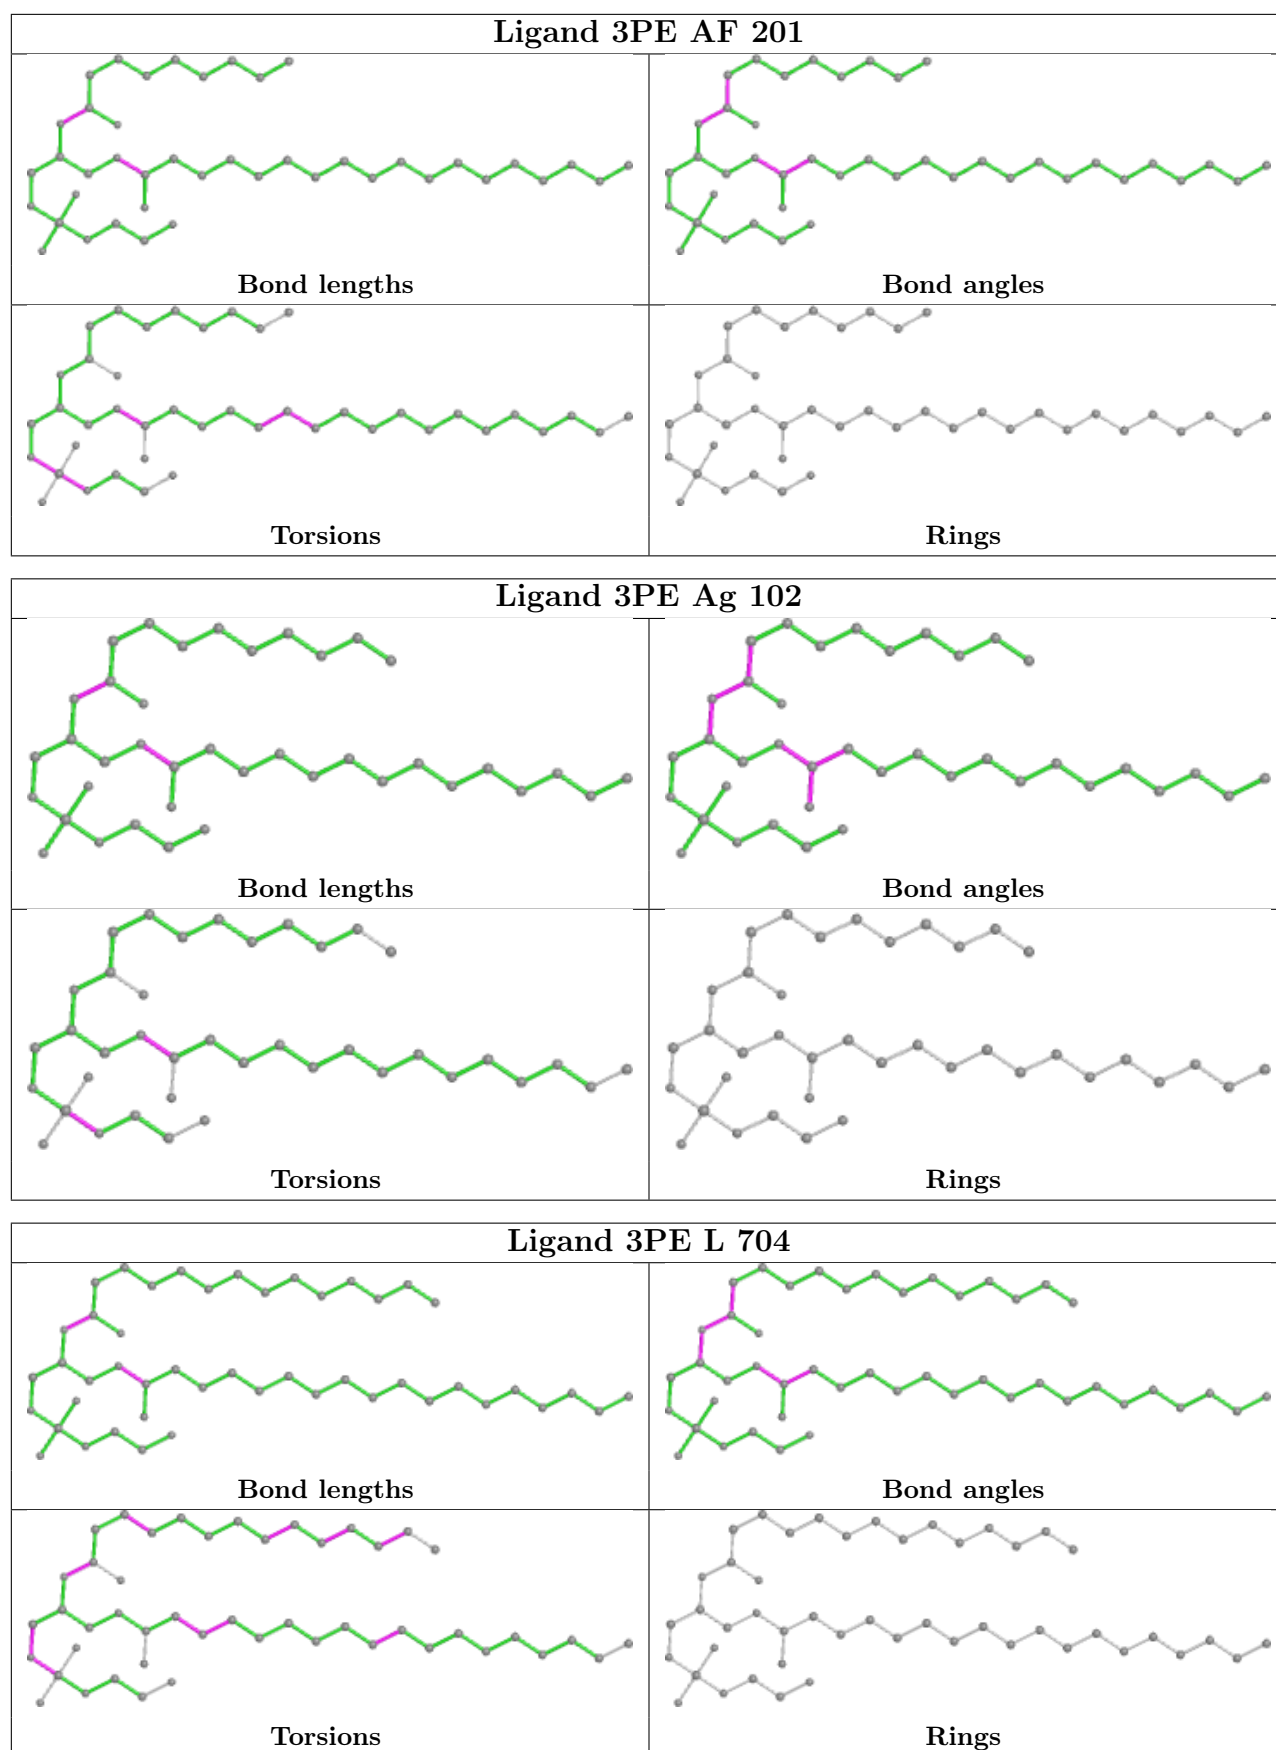 Ligand 3PE AF 201
Bond lengths
Bond angles
Torsions
Rings
Ligand 3PE Ag 102
Bond lengths
Bond angles
Torsions
Rings
Ligand 3PE L 704
Bond lengths
Bond angles
Torsions
Rings